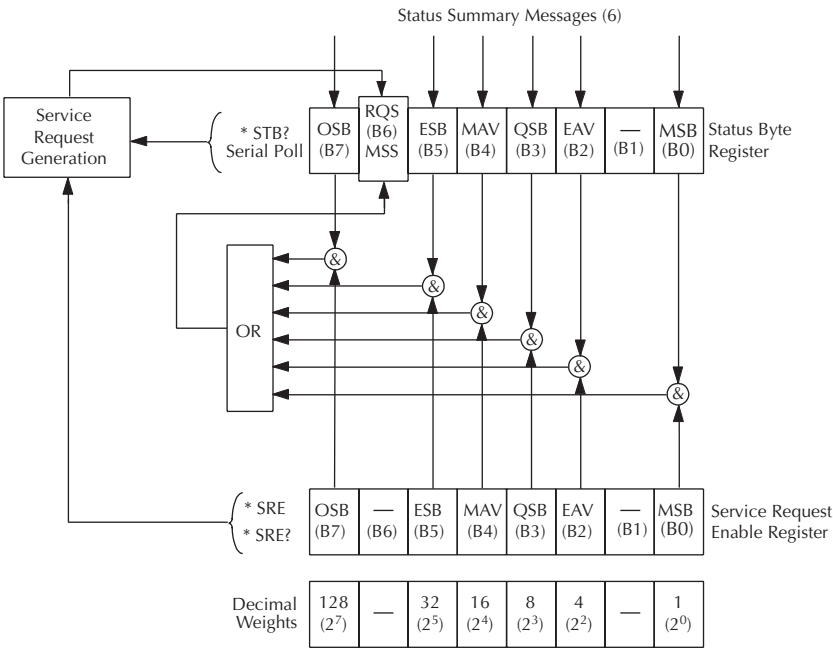 Status Summary Messages (6)
Service
Request
Generation
* STB?
Serial Poll
OSB
(B7)
RQS
(B6)
MSS
ESB
(B5)
MAV
(B4)
QSB
(B3)
EAV
(B2)
—
(B1)
MSB
(B0)
Status Byte
Register
&
&
&
&
&
&
OR
* SRE
* SRE?
OSB
(B7)
—
(B6)
ESB
(B5)
MAV
(B4)
QSB
(B3)
EAV
(B2)
—
(B1)
MSB
(B0)
Service Request
Enable Register
Decimal
Weights
128
(2⁷)
—
32
(2⁵)
16
(2⁴)
8
(2³)
4
(2²)
—
1
(2⁰)